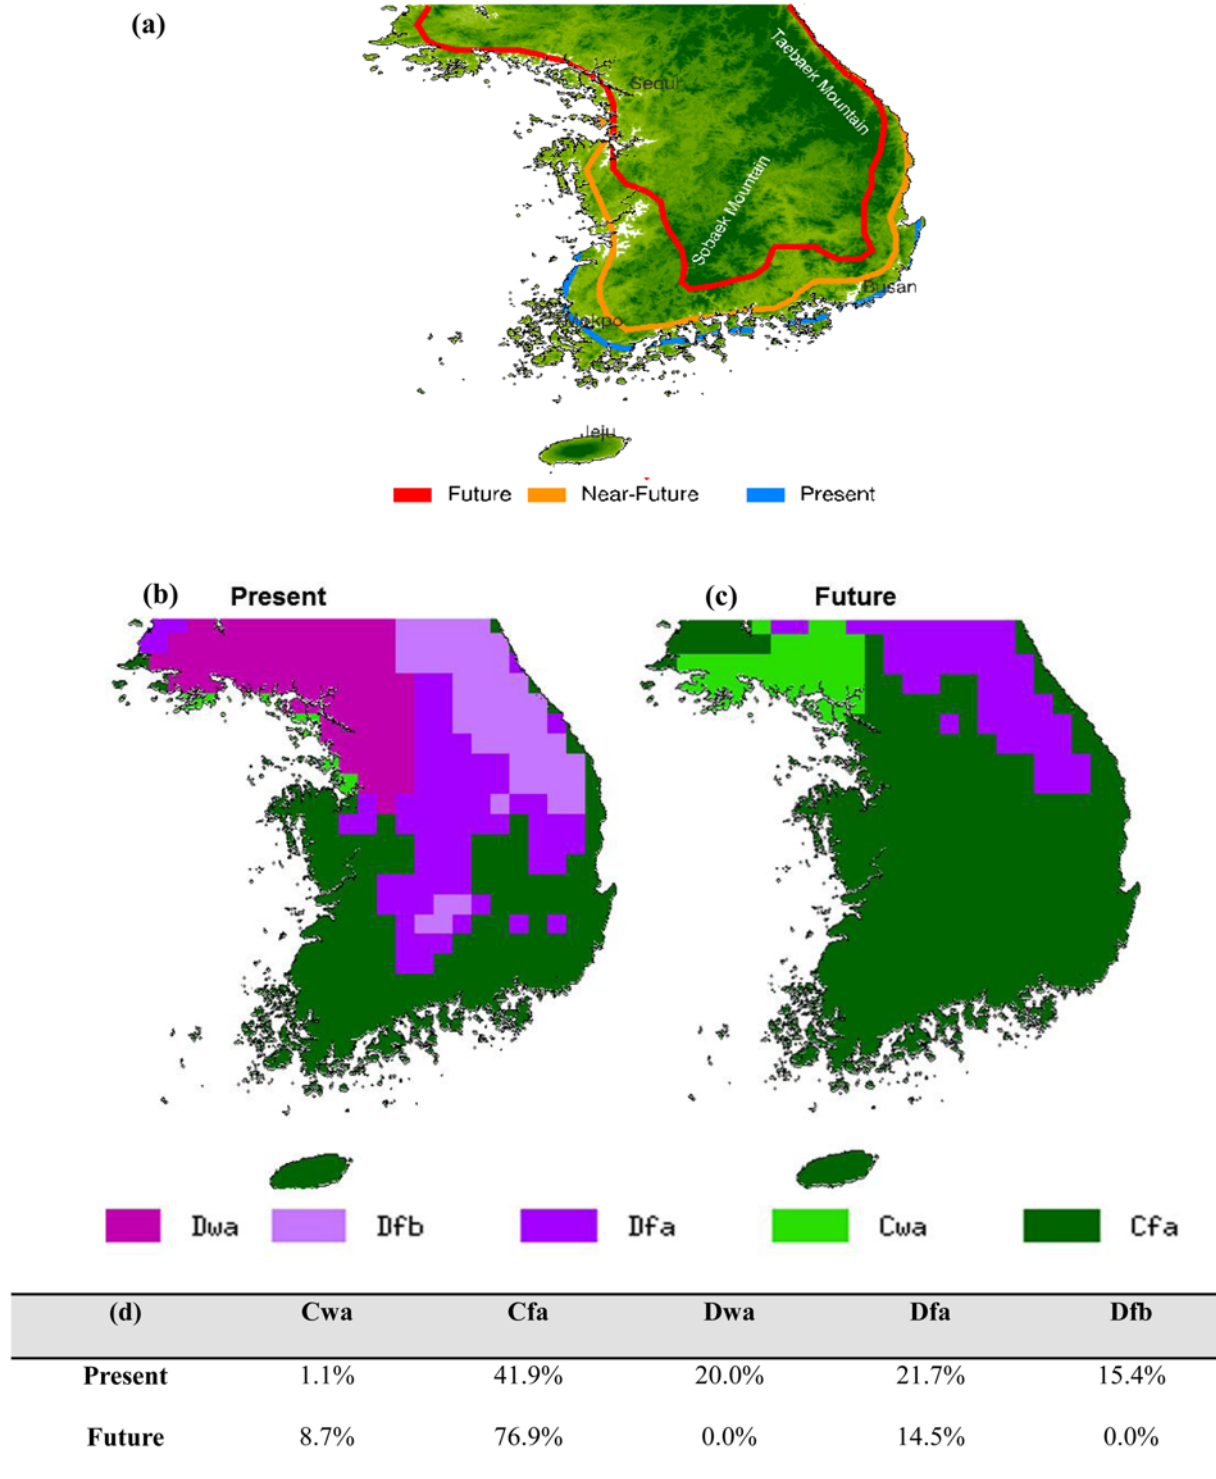 (a)
Taebaek Mountain
Seoul
Sobaek Mountain
Busan
Mokpo
Jeju
Future Near-Future Present
(b) Present (c) Future
Dwa Dfb Dfa Cwa Cfa
(d) Cwa Cfa Dwa Dfa Dfb
Present 1.1% 41.9% 20.0% 21.7% 15.4%
Future 8.7% 76.9% 0.0% 14.5% 0.0%